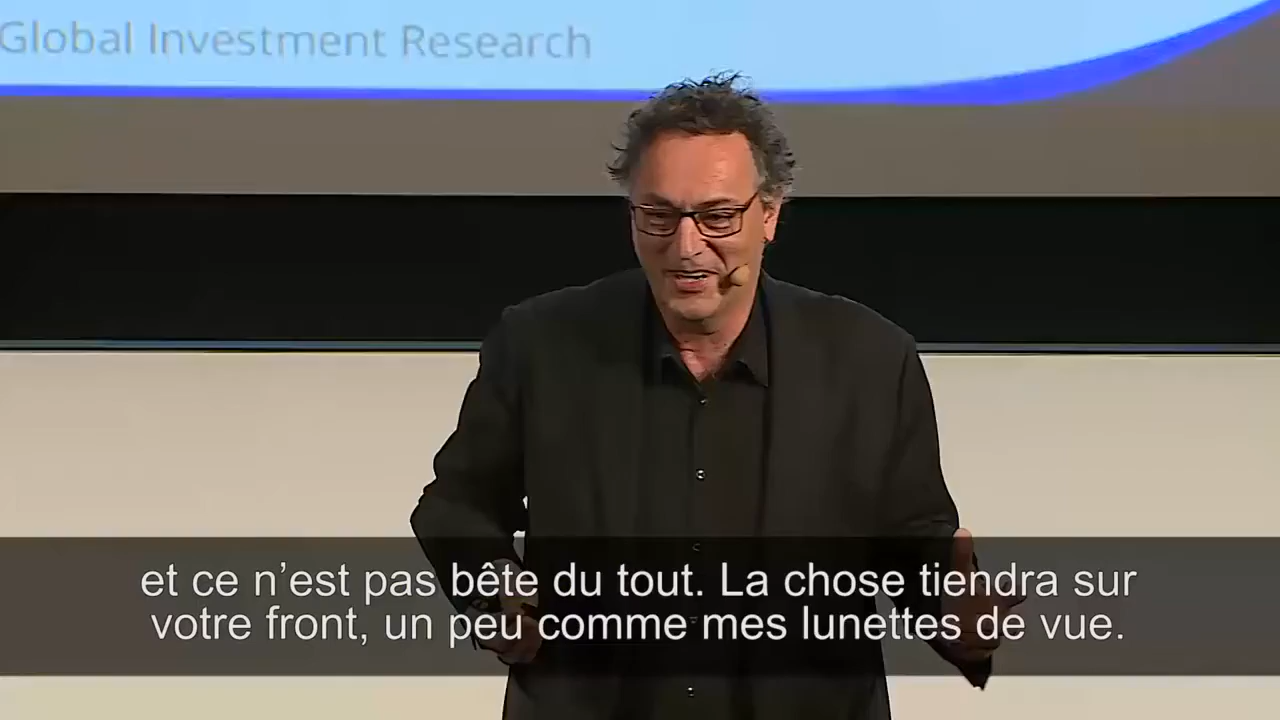 Global Investment Research
et ce n’est pas bête du tout. La chose tiendra sur
votre front, un peu comme mes lunettes de vue.